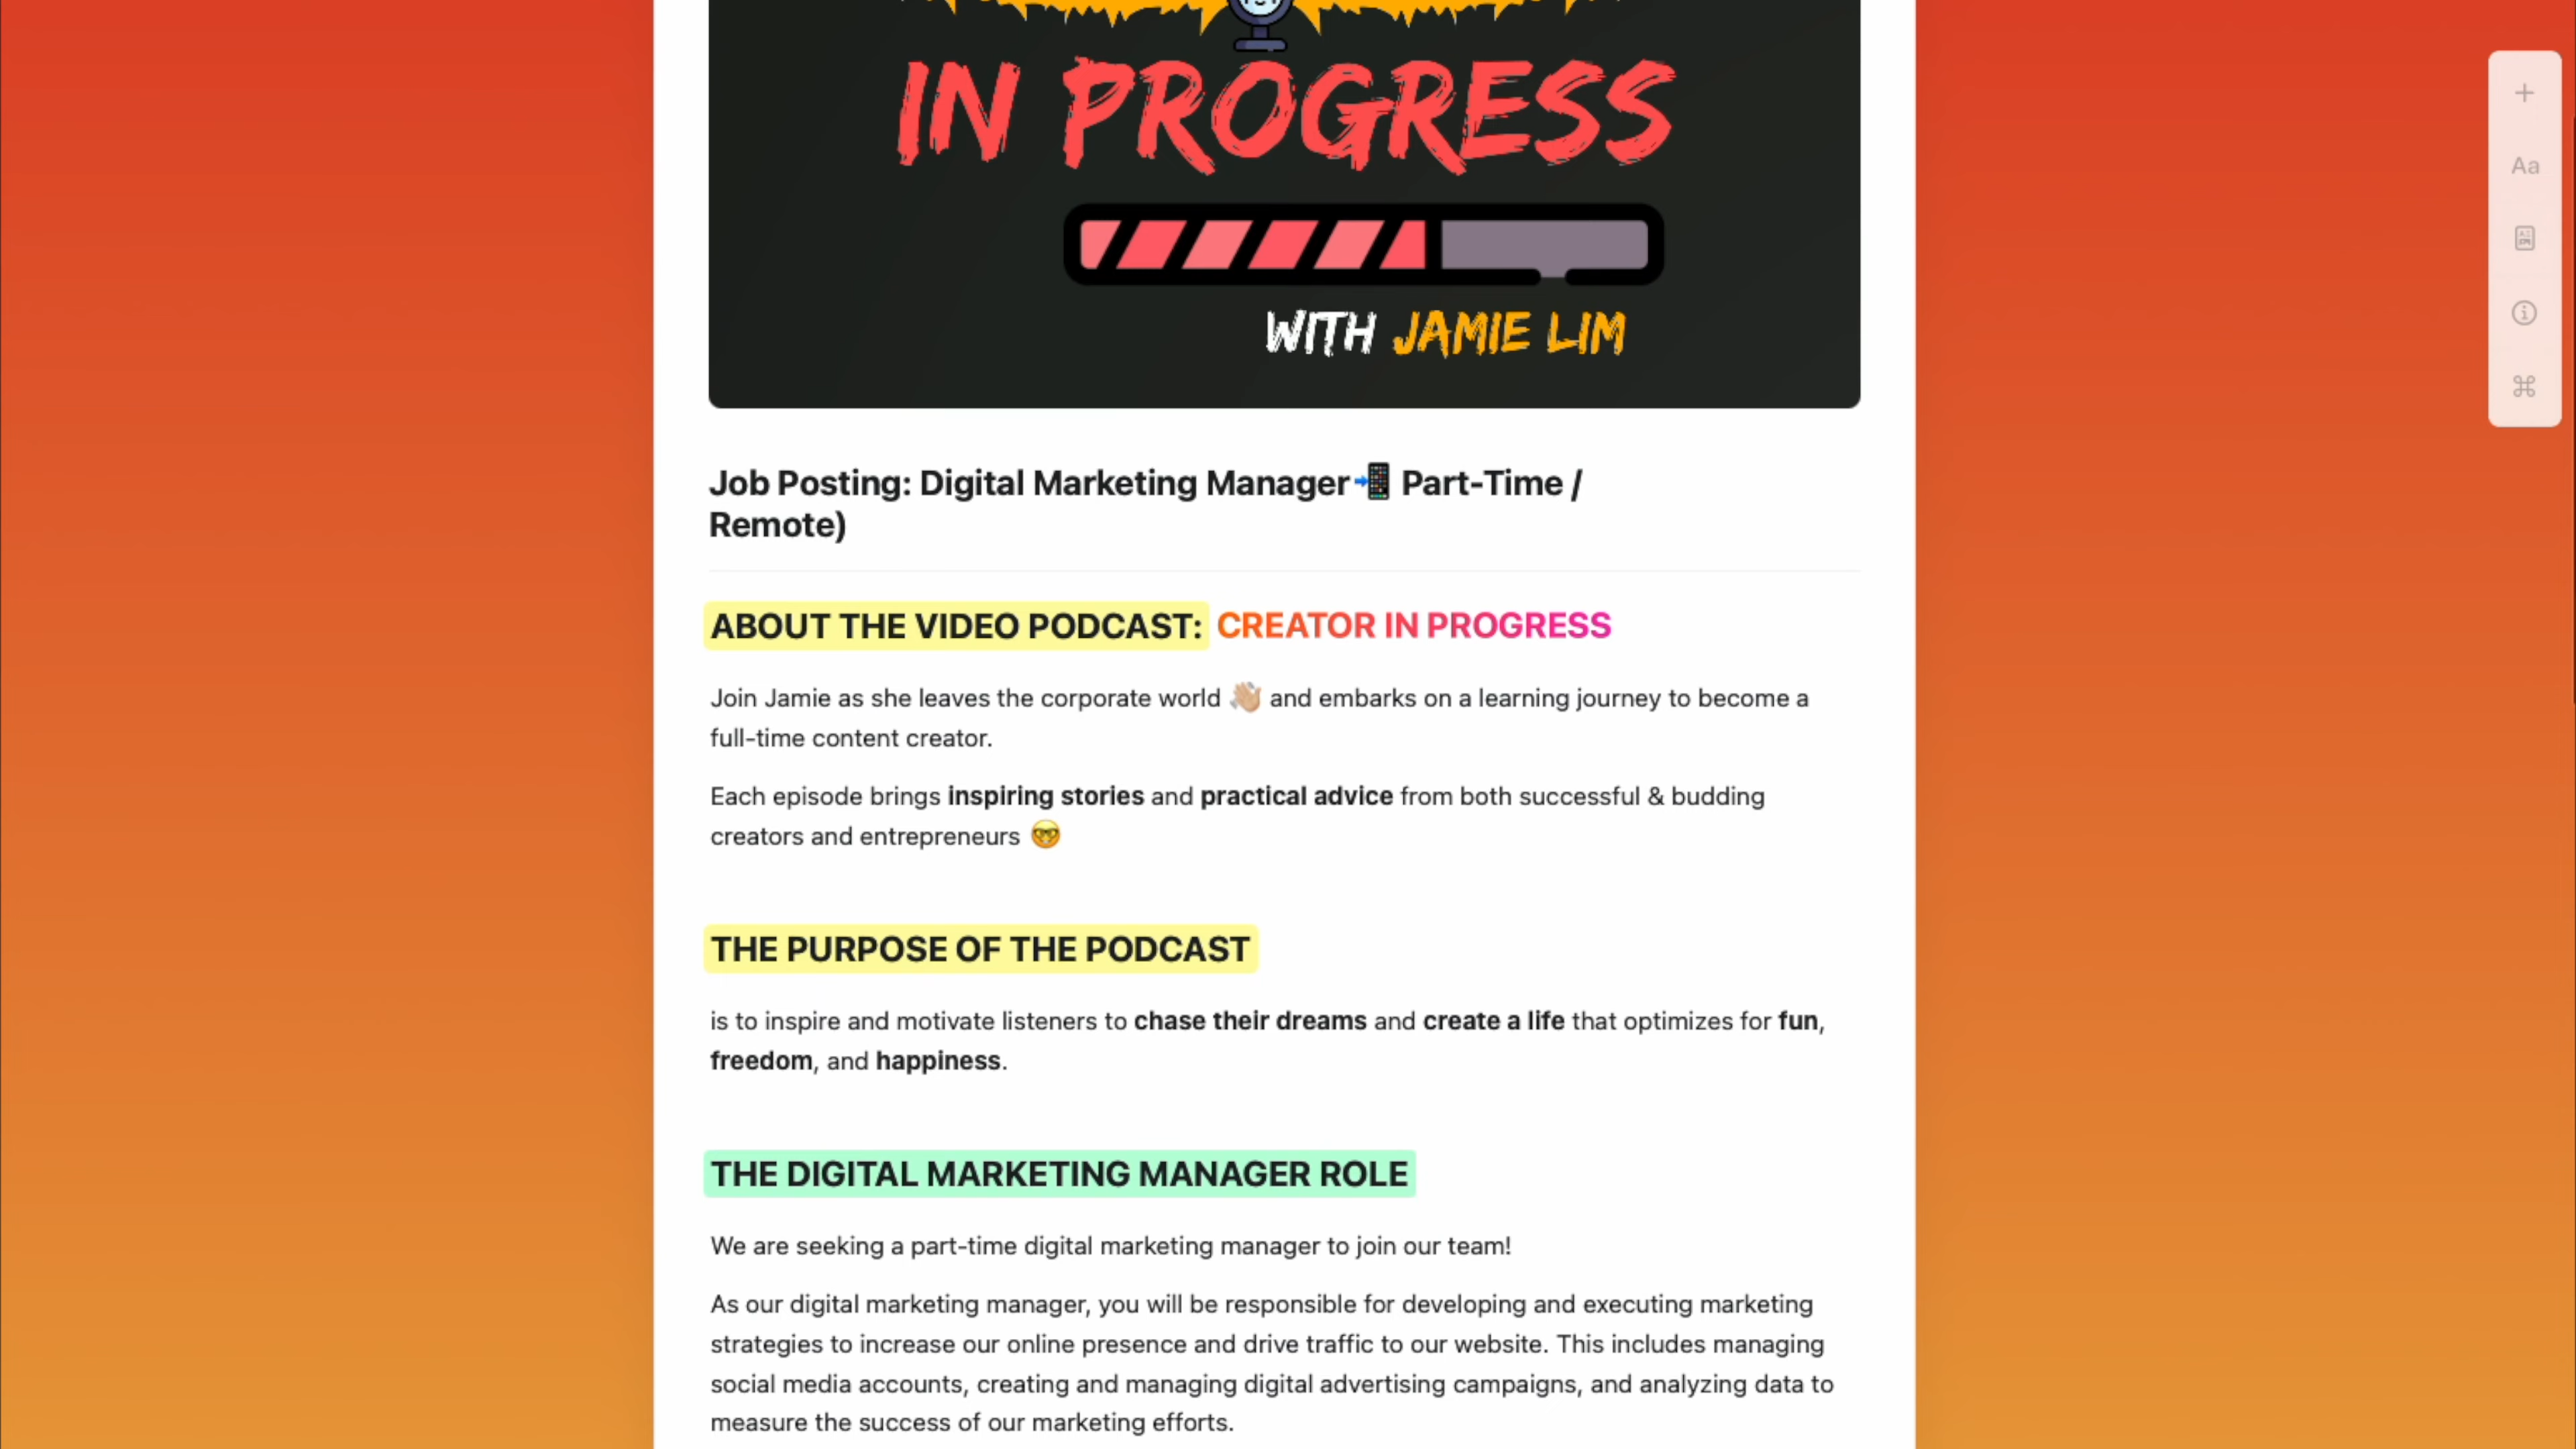 IN PROGRESS
WITH JAMIE LIM
Aa
Job Posting: Digital Marketing Manager📲 Part-Time /
Remote)
ABOUT THE VIDEO PODCAST: CREATOR IN PROGRESS
Join Jamie as she leaves the corporate world 👋🏼 and embarks on a learning journey to become a
full-time content creator.
Each episode brings inspiring stories and practical advice from both successful & budding
creators and entrepreneurs 🤓
THE PURPOSE OF THE PODCAST
is to inspire and motivate listeners to chase their dreams and create a life that optimizes for fun,
freedom, and happiness.
THE DIGITAL MARKETING MANAGER ROLE
We are seeking a part-time digital marketing manager to join our team!
As our digital marketing manager, you will be responsible for developing and executing marketing
strategies to increase our online presence and drive traffic to our website. This includes managing
social media accounts, creating and managing digital advertising campaigns, and analyzing data to
measure the success of our marketing efforts.